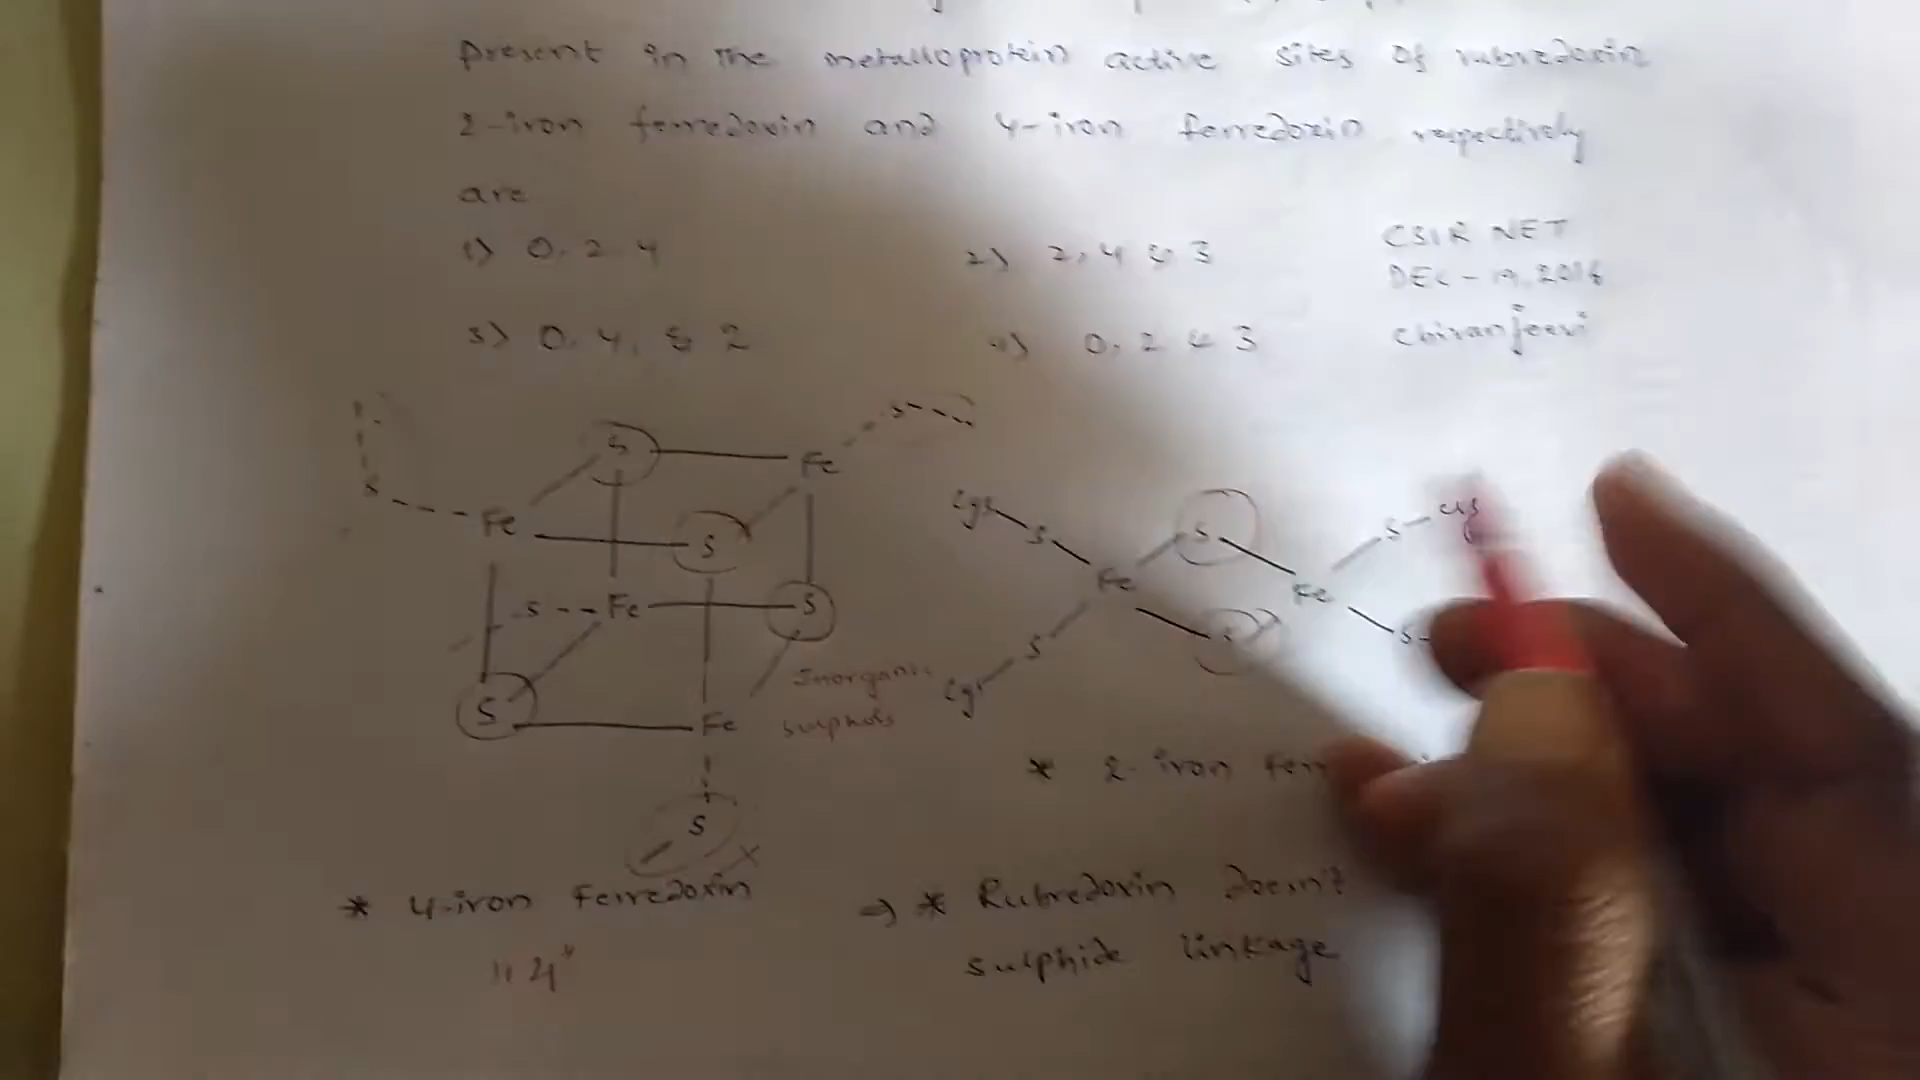 Present in the metalloprotein active sites of rubredoxin
2-iron ferredoxin and 4-iron ferredoxin respectively
are
1) 0, 2 4
2) 2, 4 & 3
CSIR NET
DEC - 19, 2016
3) 0, 4, & 2
4) 0, 2 & 3
Chiranjeevi
S Fe S
S Fe S
S Fe S
S Fe
S
Inorganic
sulphurs
Cys S Fe S Fe S Cys
Cys S S S
* 2-iron
* 4-iron Ferredoxin
"4"
⇒ * Rubredoxin doesn't
sulphide linkage